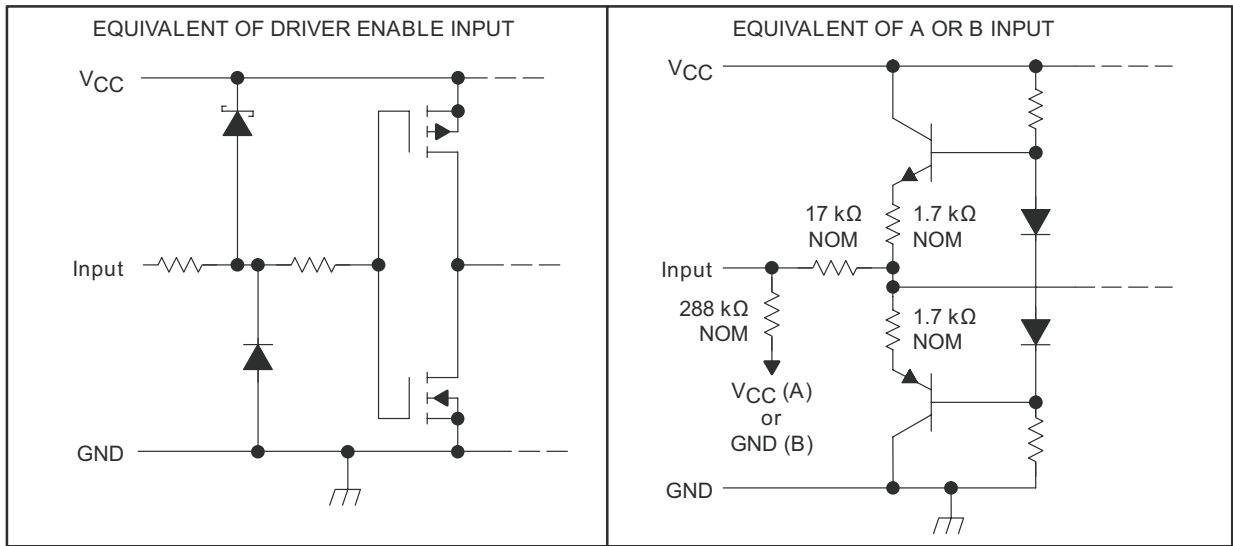 EQUIVALENT OF DRIVER ENABLE INPUT
VCC
Input
GND
EQUIVALENT OF A OR B INPUT
VCC
17 kΩ
NOM
1.7 kΩ
NOM
Input
288 kΩ
NOM
1.7 kΩ
NOM
VCC (A)
or
GND (B)
GND